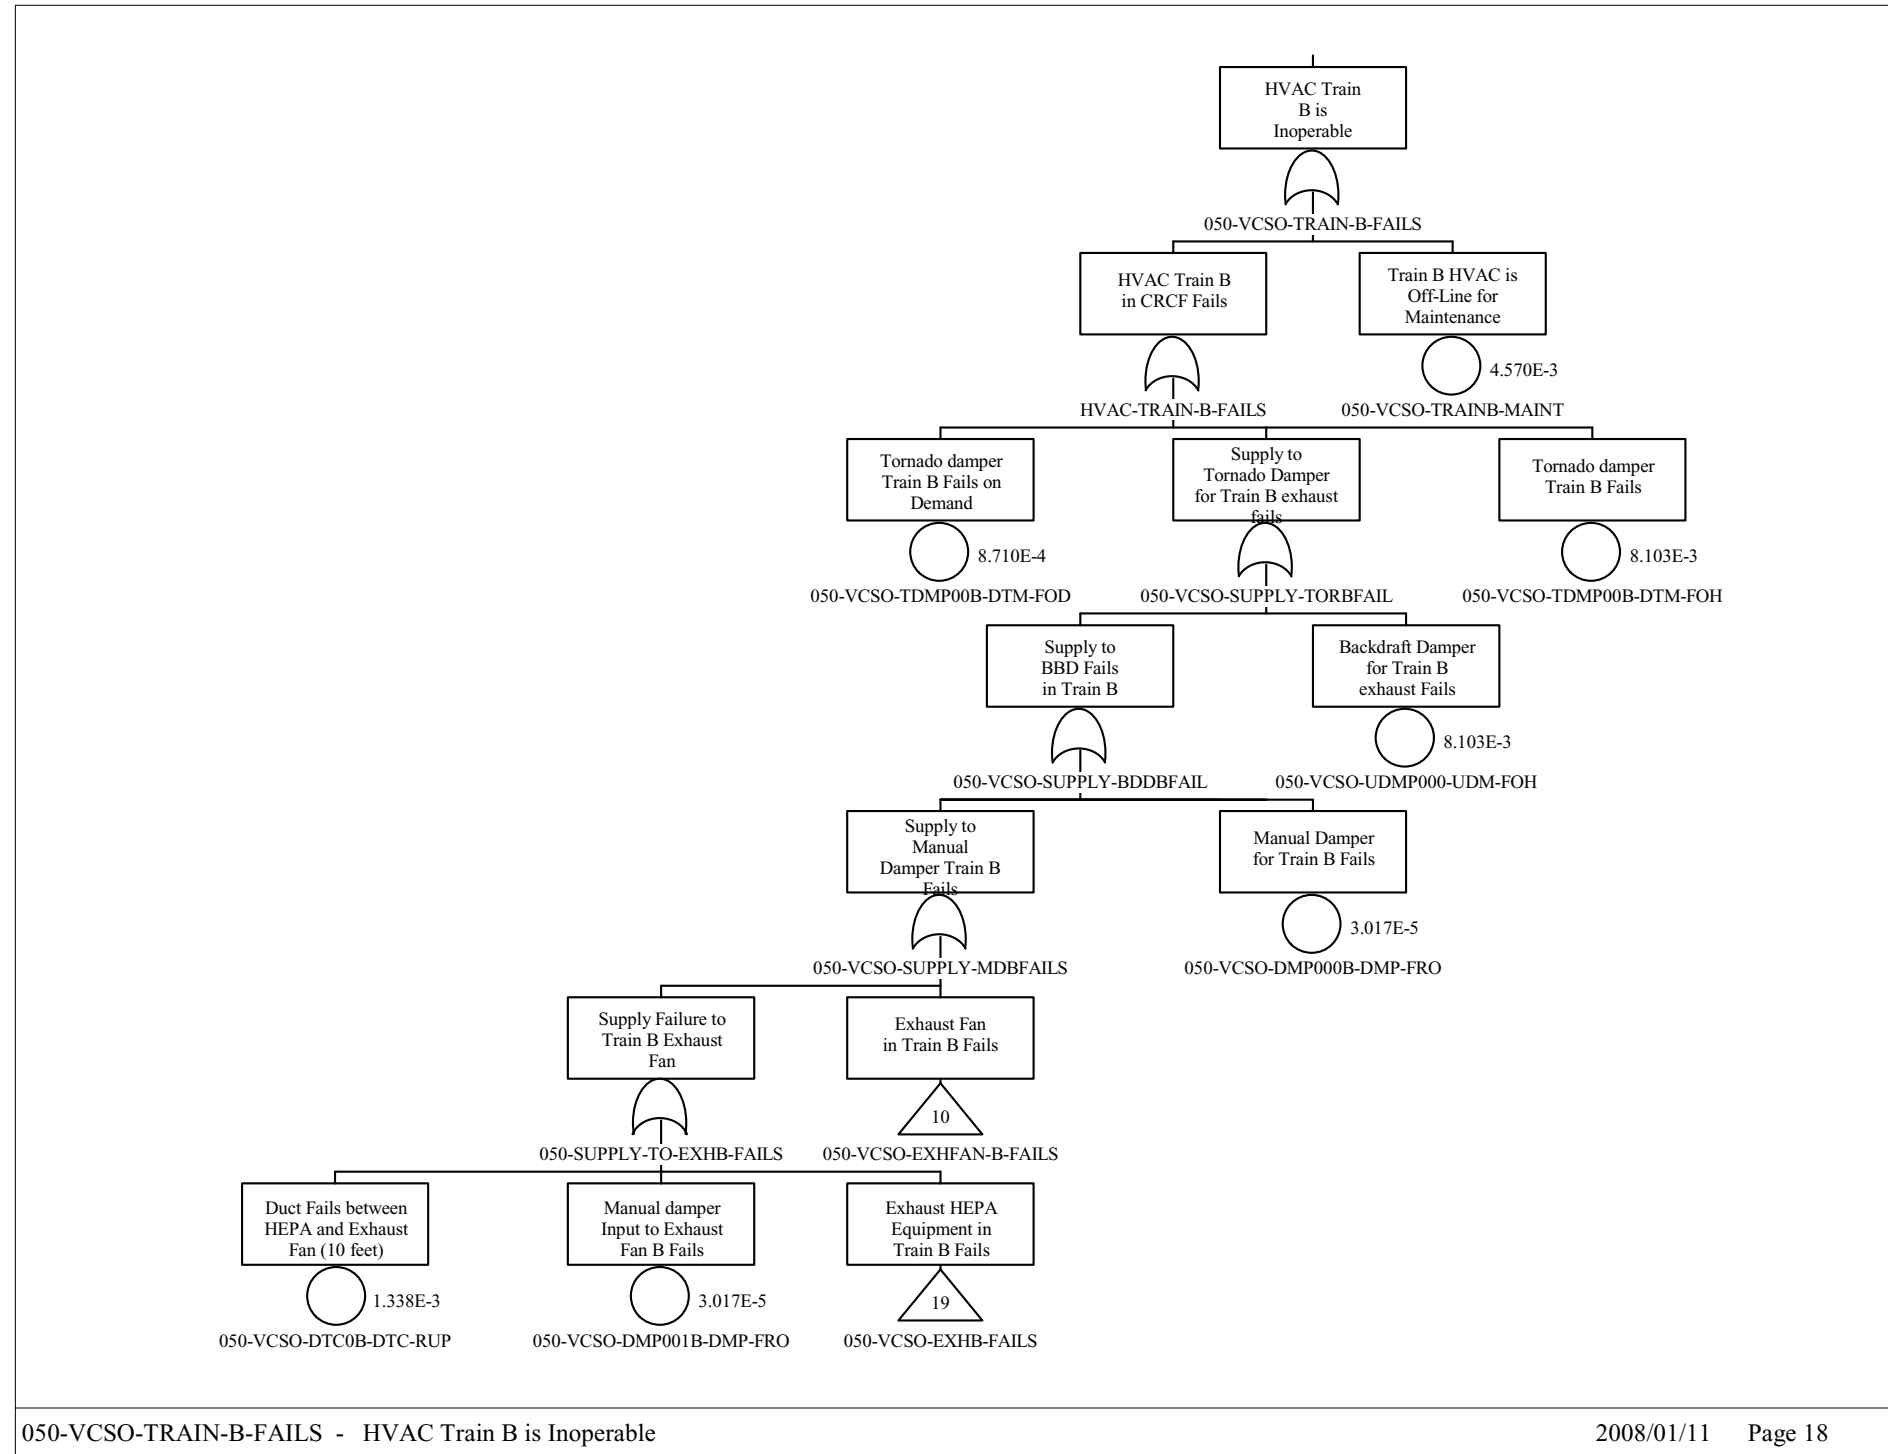 HVAC Train
B is
Inoperable
050-VCSO-TRAIN-B-FAILS
HVAC Train B
in CRCF Fails
Train B HVAC is
Off-Line for
Maintenance
4.570E-3
HVAC-TRAIN-B-FAILS
050-VCSO-TRAINB-MAINT
Tornado damper
Train B Fails on
Demand
Supply to
Tornado Damper
for Train B exhaust
fails
Tornado damper
Train B Fails
8.710E-4
8.103E-3
050-VCSO-TDMP00B-DTM-FOD
050-VCSO-SUPPLY-TORBFAIL
050-VCSO-TDMP00B-DTM-FOH
Supply to
BBD Fails
in Train B
Backdraft Damper
for Train B
exhaust Fails
8.103E-3
050-VCSO-SUPPLY-BDDBFAIL
050-VCSO-UDMP000-UDM-FOH
Supply to
Manual
Damper Train B
Fails
Manual Damper
for Train B Fails
3.017E-5
050-VCSO-SUPPLY-MDBFAILS
050-VCSO-DMP000B-DMP-FRO
Supply Failure to
Train B Exhaust
Fan
Exhaust Fan
in Train B Fails
10
050-SUPPLY-TO-EXHB-FAILS
050-VCSO-EXHFAN-B-FAILS
Duct Fails between
HEPA and Exhaust
Fan (10 feet)
Manual damper
Input to Exhaust
Fan B Fails
Exhaust HEPA
Equipment in
Train B Fails
1.338E-3
3.017E-5
19
050-VCSO-DTC0B-DTC-RUP
050-VCSO-DMP001B-DMP-FRO
050-VCSO-EXHB-FAILS
050-VCSO-TRAIN-B-FAILS - HVAC Train B is Inoperable
2008/01/11 Page 18